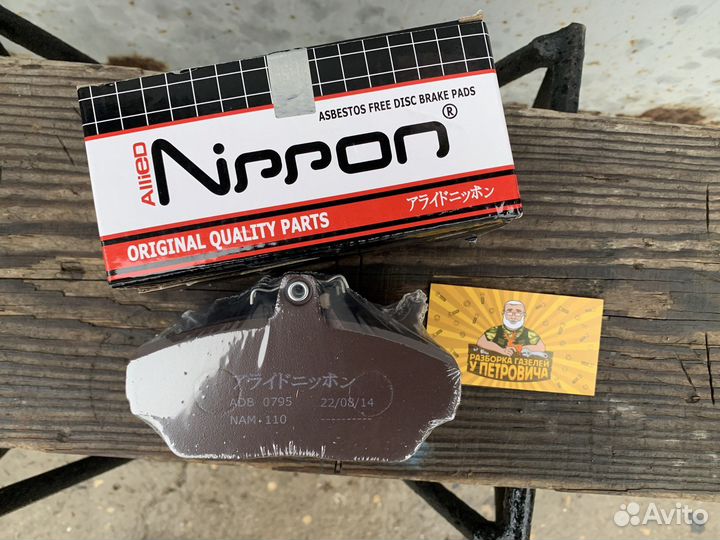 ASBESTOS FREE DISC BRAKE PADS
Allied
Nippon®
アライドニッポン
ORIGINAL QUALITY PARTS
アライドニッポン
ADB 0795 22/08/14
NAM 110
РАЗБОРКА ГАЗЕЛЕЙ
У ПЕТРОВИЧА
Avito